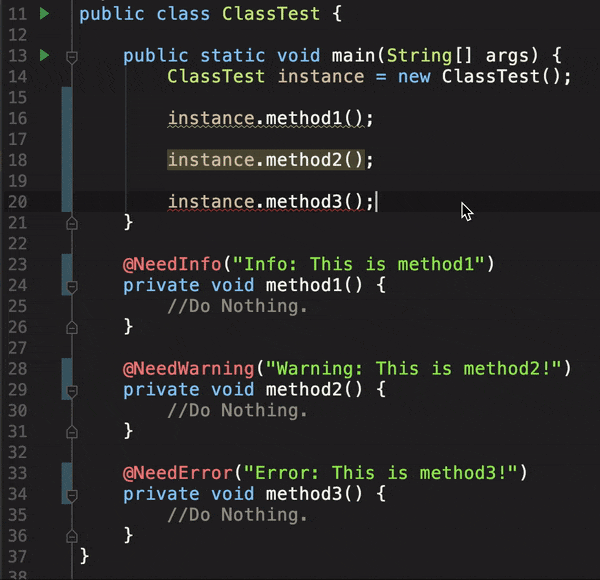 11 public class ClassTest {
12
13 public static void main(String[] args) {
14 ClassTest instance = new ClassTest();
15
16 instance.method1();
17
18 instance.method2();
19
20 instance.method3();
21 }
22
23 @NeedInfo("Info: This is method1")
24 private void method1() {
25 //Do Nothing.
26 }
27
28 @NeedWarning("Warning: This is method2!")
29 private void method2() {
30 //Do Nothing.
31 }
32
33 @NeedError("Error: This is method3!")
34 private void method3() {
35 //Do Nothing.
36 }
37 }
38